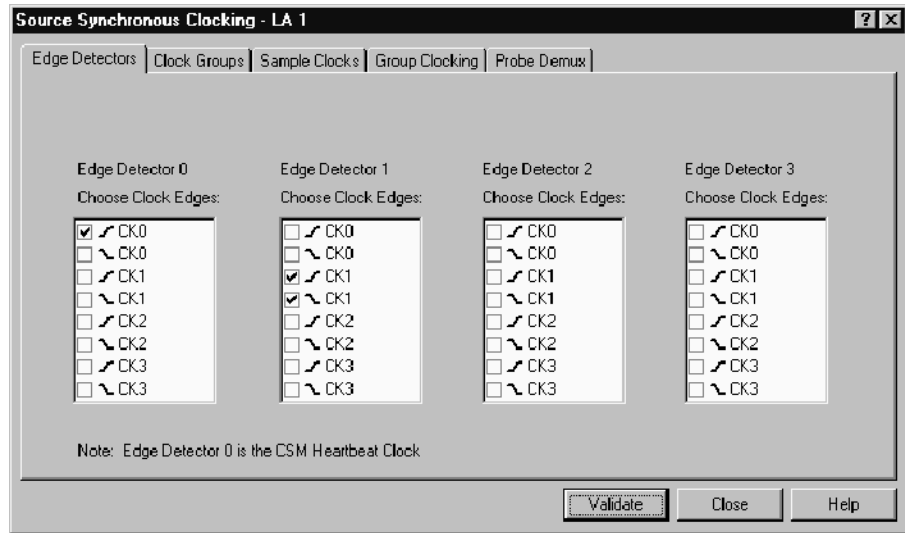 Source Synchronous Clocking - LA 1
Edge Detectors Clock Groups Sample Clocks Group Clocking Probe Demux
Edge Detector 0 Edge Detector 1 Edge Detector 2 Edge Detector 3
Choose Clock Edges: Choose Clock Edges: Choose Clock Edges: Choose Clock Edges:
CK0 CK0 CK0 CK0
CK0 CK0 CK0 CK0
CK1 CK1 CK1 CK1
CK1 CK1 CK1 CK1
CK2 CK2 CK2 CK2
CK2 CK2 CK2 CK2
CK3 CK3 CK3 CK3
CK3 CK3 CK3 CK3
Note: Edge Detector 0 is the CSM Heartbeat Clock
Validate Close Help